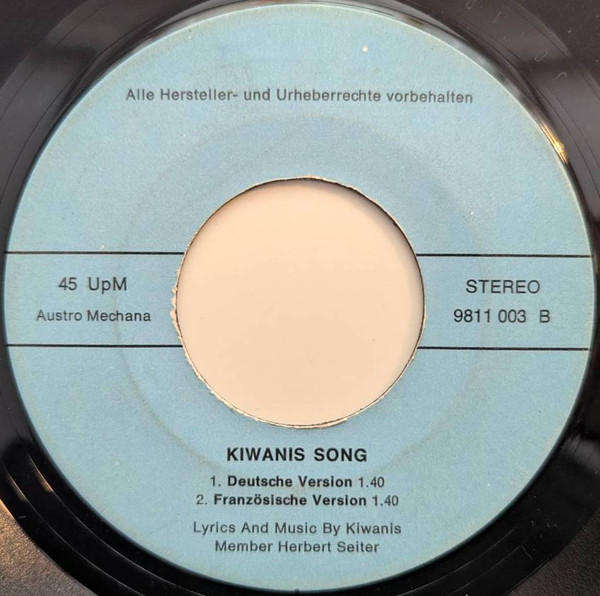 Alle Hersteller- und Urheberrechte vorbehalten
45 UpM
Austro Mechana
STEREO
9811 003 B
KIWANIS SONG
1. Deutsche Version 1.40
2. Französische Version 1.40
Lyrics And Music By Kiwanis
Member Herbert Seiter